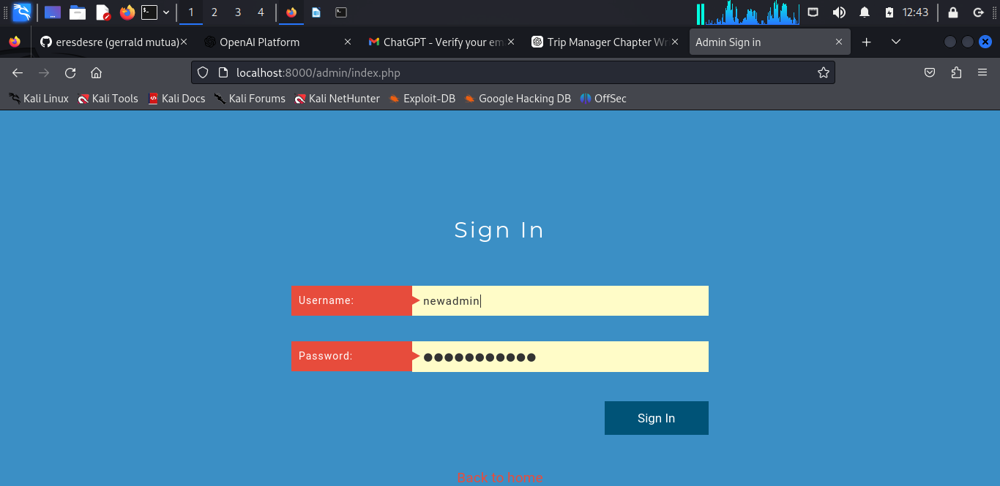 1 2 3 4 12:43
eresdesre (gerrald mutua) OpenAI Platform ChatGPT - Verify your em Trip Manager Chapter Wr Admin Sign in
localhost:8000/admin/index.php
Kali Linux Kali Tools Kali Docs Kali Forums Kali NetHunter Exploit-DB Google Hacking DB OffSec
Sign In
Username: newadmin
Password: ●●●●●●●●●●●
Sign In
Back to home